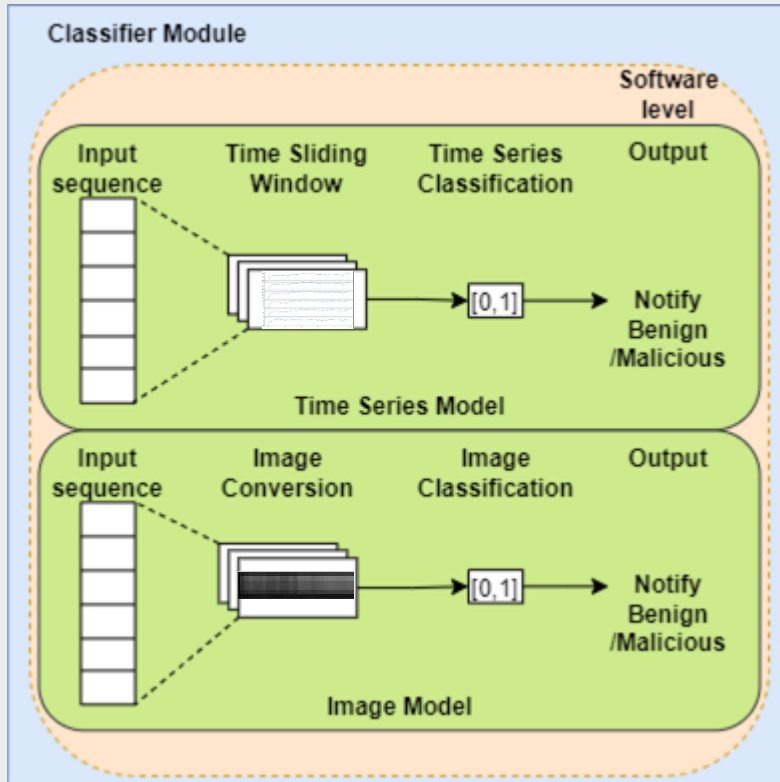 Classifier Module
Software
level
Input
sequence
Time Sliding
Window
Time Series
Classification
Output
[0,1]
Notify
Benign
/Malicious
Time Series Model
Input
sequence
Image
Conversion
Image
Classification
Output
[0,1]
Notify
Benign
/Malicious
Image Model